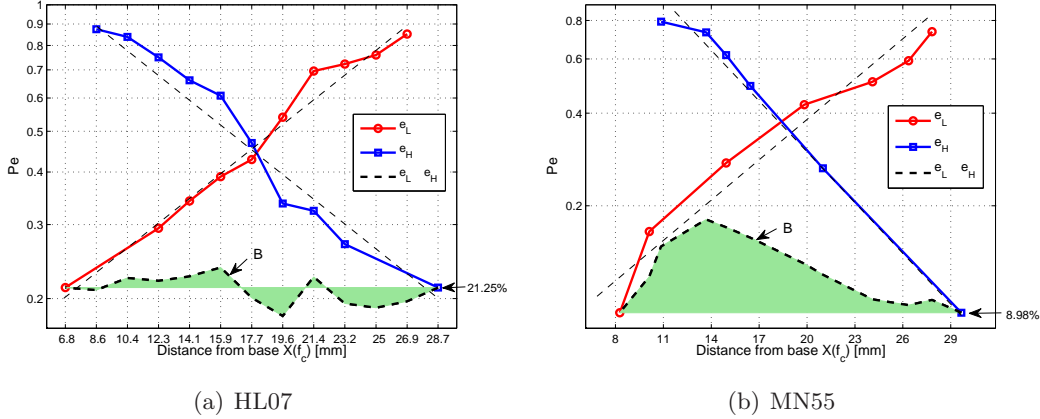 1
0.9
0.8
0.7
0.6
0.5
0.4
0.3
0.2
Pe
6.8 8.6 10.4 12.3 14.1 15.9 17.7 19.6 21.4 23.2 25 26.9 28.7
Distance from base X(f_c) [mm]
e_L
e_H
e_L e_H
B
21.25%
(a) HL07
0.8
0.6
0.4
0.2
Pe
8 11 14 17 20 23 26 29
Distance from base X(f_c) [mm]
e_L
e_H
e_L e_H
B
8.98%
(b) MN55